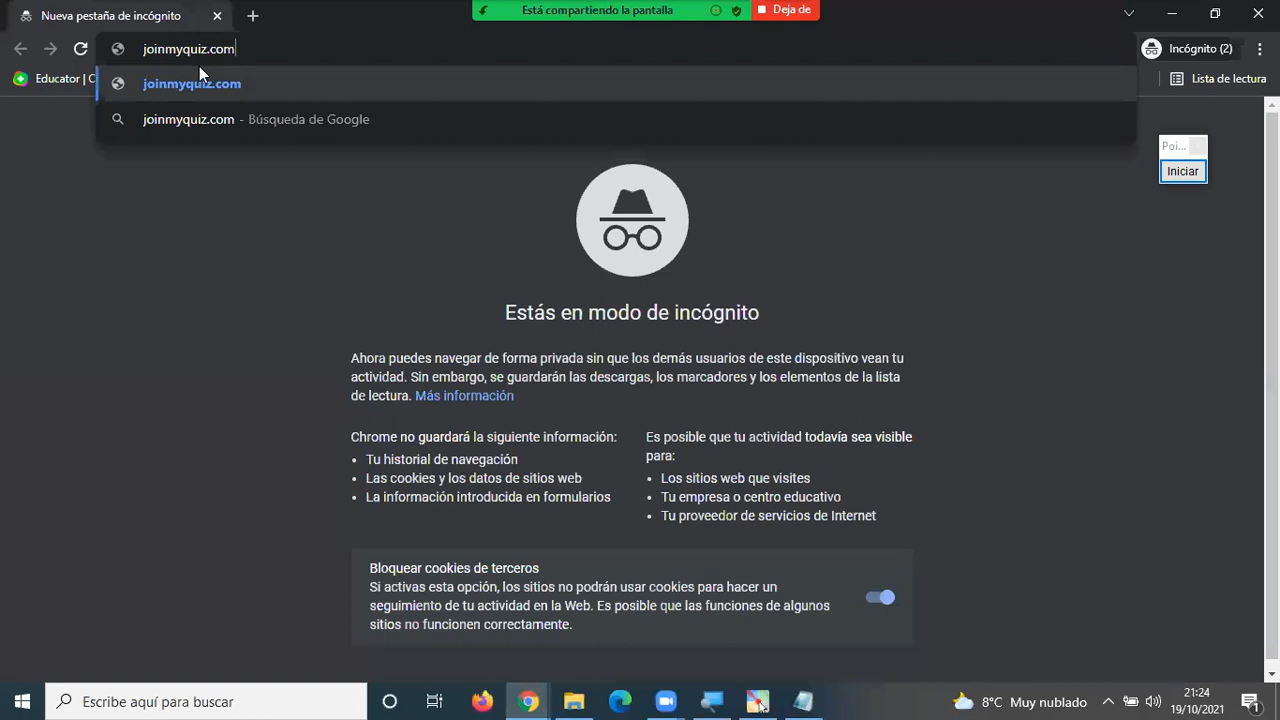 Nueva pestaña de incógnito
Está compartiendo la pantalla
Deja de
joinmyquiz.com
Incógnito (2)
Educator | C
joinmyquiz.com
Lista de lectura
joinmyquiz.com - Búsqueda de Google
Poi...
Iniciar
Estás en modo de incógnito
Ahora puedes navegar de forma privada sin que los demás usuarios de este dispositivo vean tu
actividad. Sin embargo, se guardarán las descargas, los marcadores y los elementos de la lista
de lectura. Más información
Chrome no guardará la siguiente información:
Tu historial de navegación
Las cookies y los datos de sitios web
La información introducida en formularios
Es posible que tu actividad todavía sea visible
para:
Los sitios web que visites
Tu empresa o centro educativo
Tu proveedor de servicios de Internet
Bloquear cookies de terceros
Si activas esta opción, los sitios no podrán usar cookies para hacer un
seguimiento de tu actividad en la Web. Es posible que las funciones de algunos
sitios no funcionen correctamente.
Escribe aquí para buscar
8°C Muy nublado
21:24
19/10/2021
1